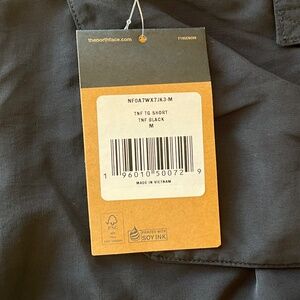 thenorthface.com
NF0A7WX7JK3-M
TNF TG SHORT
TNF BLACK
M
1 96010 50072 9
MADE IN VIETNAM
FSC
PRINTED WITH
SOY INK